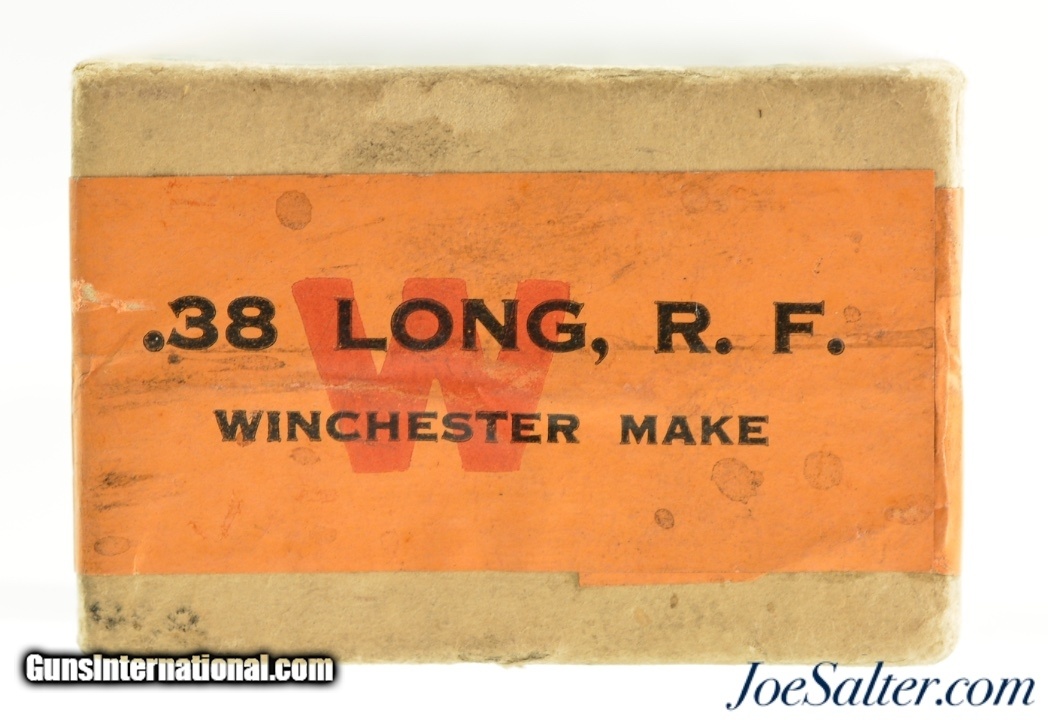 W
.38 LONG, R. F.
WINCHESTER MAKE
GunsInternational.com
JoeSalter.com